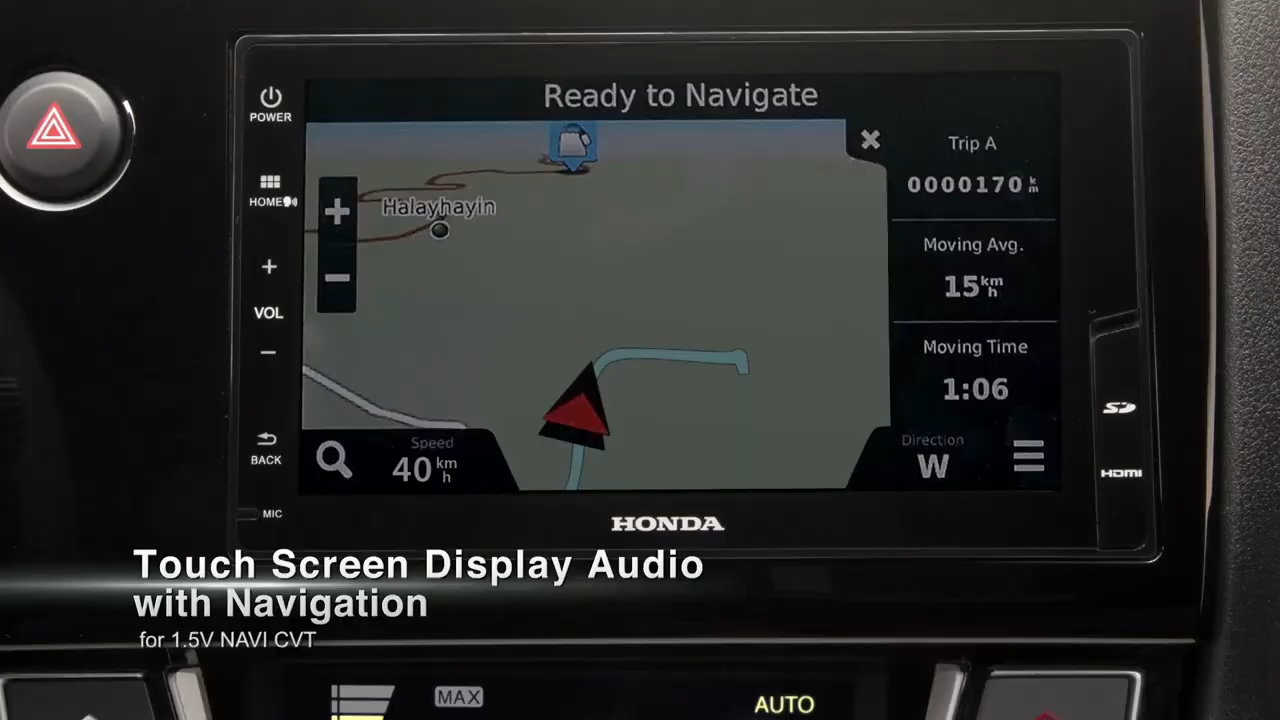 Ready to Navigate
POWER
Trip A
0000170 km
HOME
Halayhayin
+
-
+
Moving Avg.
15 km/h
VOL
-
Moving Time
1:06
SD
BACK
Speed
40 km/h
Direction
W
HDMI
MIC
HONDA
Touch Screen Display Audio
with Navigation
for 1.5V NAVI CVT
MAX
AUTO